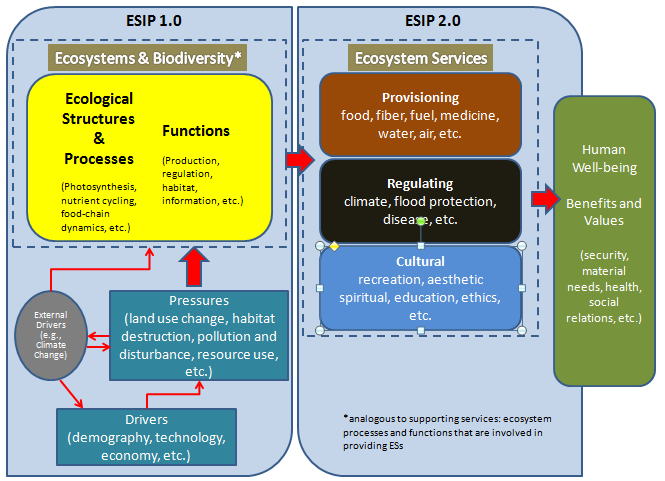 ESIP 1.0
Ecosystems & Biodiversity*
Ecological
Structures
&
Processes
(Photosynthesis,
nutrient cycling,
food-chain
dynamics, etc.)
Functions
(Production,
regulation,
habitat,
information, etc.)
External
Drivers
(e.g.,
Climate
Change)
Pressures
(land use change, habitat
destruction, pollution and
disturbance, resource use,
etc.)
Drivers
(demography, technology,
economy, etc.)
ESIP 2.0
Ecosystem Services
Provisioning
food, fiber, fuel, medicine,
water, air, etc.
Regulating
climate, flood protection,
disease, etc.
Cultural
recreation, aesthetic
spiritual, education, ethics,
etc.
*analogous to supporting services: ecosystem
processes and functions that are involved in
providing ESs
Human
Well-being
Benefits and
Values
(security,
material
needs, health,
social
relations, etc.)